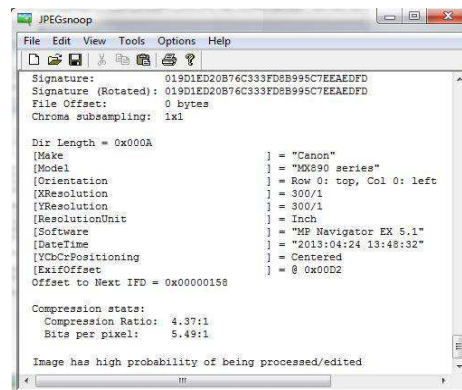 JPEGsnoop
File Edit View Tools Options Help
Signature: 019D1ED20B76C333FD8B995C7EEAEDFD
Signature (Rotated): 019D1ED20B76C333FD8B995C7EEAEDFD
File Offset: 0 bytes
Chroma subsampling: 1x1
Dir Length = 0x000A
[Make ] = "Canon"
[Model ] = "MX890 series"
[Orientation ] = Row 0: top, Col 0: left
[XResolution ] = 300/1
[YResolution ] = 300/1
[ResolutionUnit ] = Inch
[Software ] = "MP Navigator EX 5.1"
[DateTime ] = "2013:04:24 13:48:32"
[YCbCrPositioning ] = Centered
[ExifOffset ] = @ 0x00D2
Offset to Next IFD = 0x00000158
Compression stats:
Compression Ratio: 4.37:1
Bits per pixel: 5.49:1
Image has high probability of being processed/edited